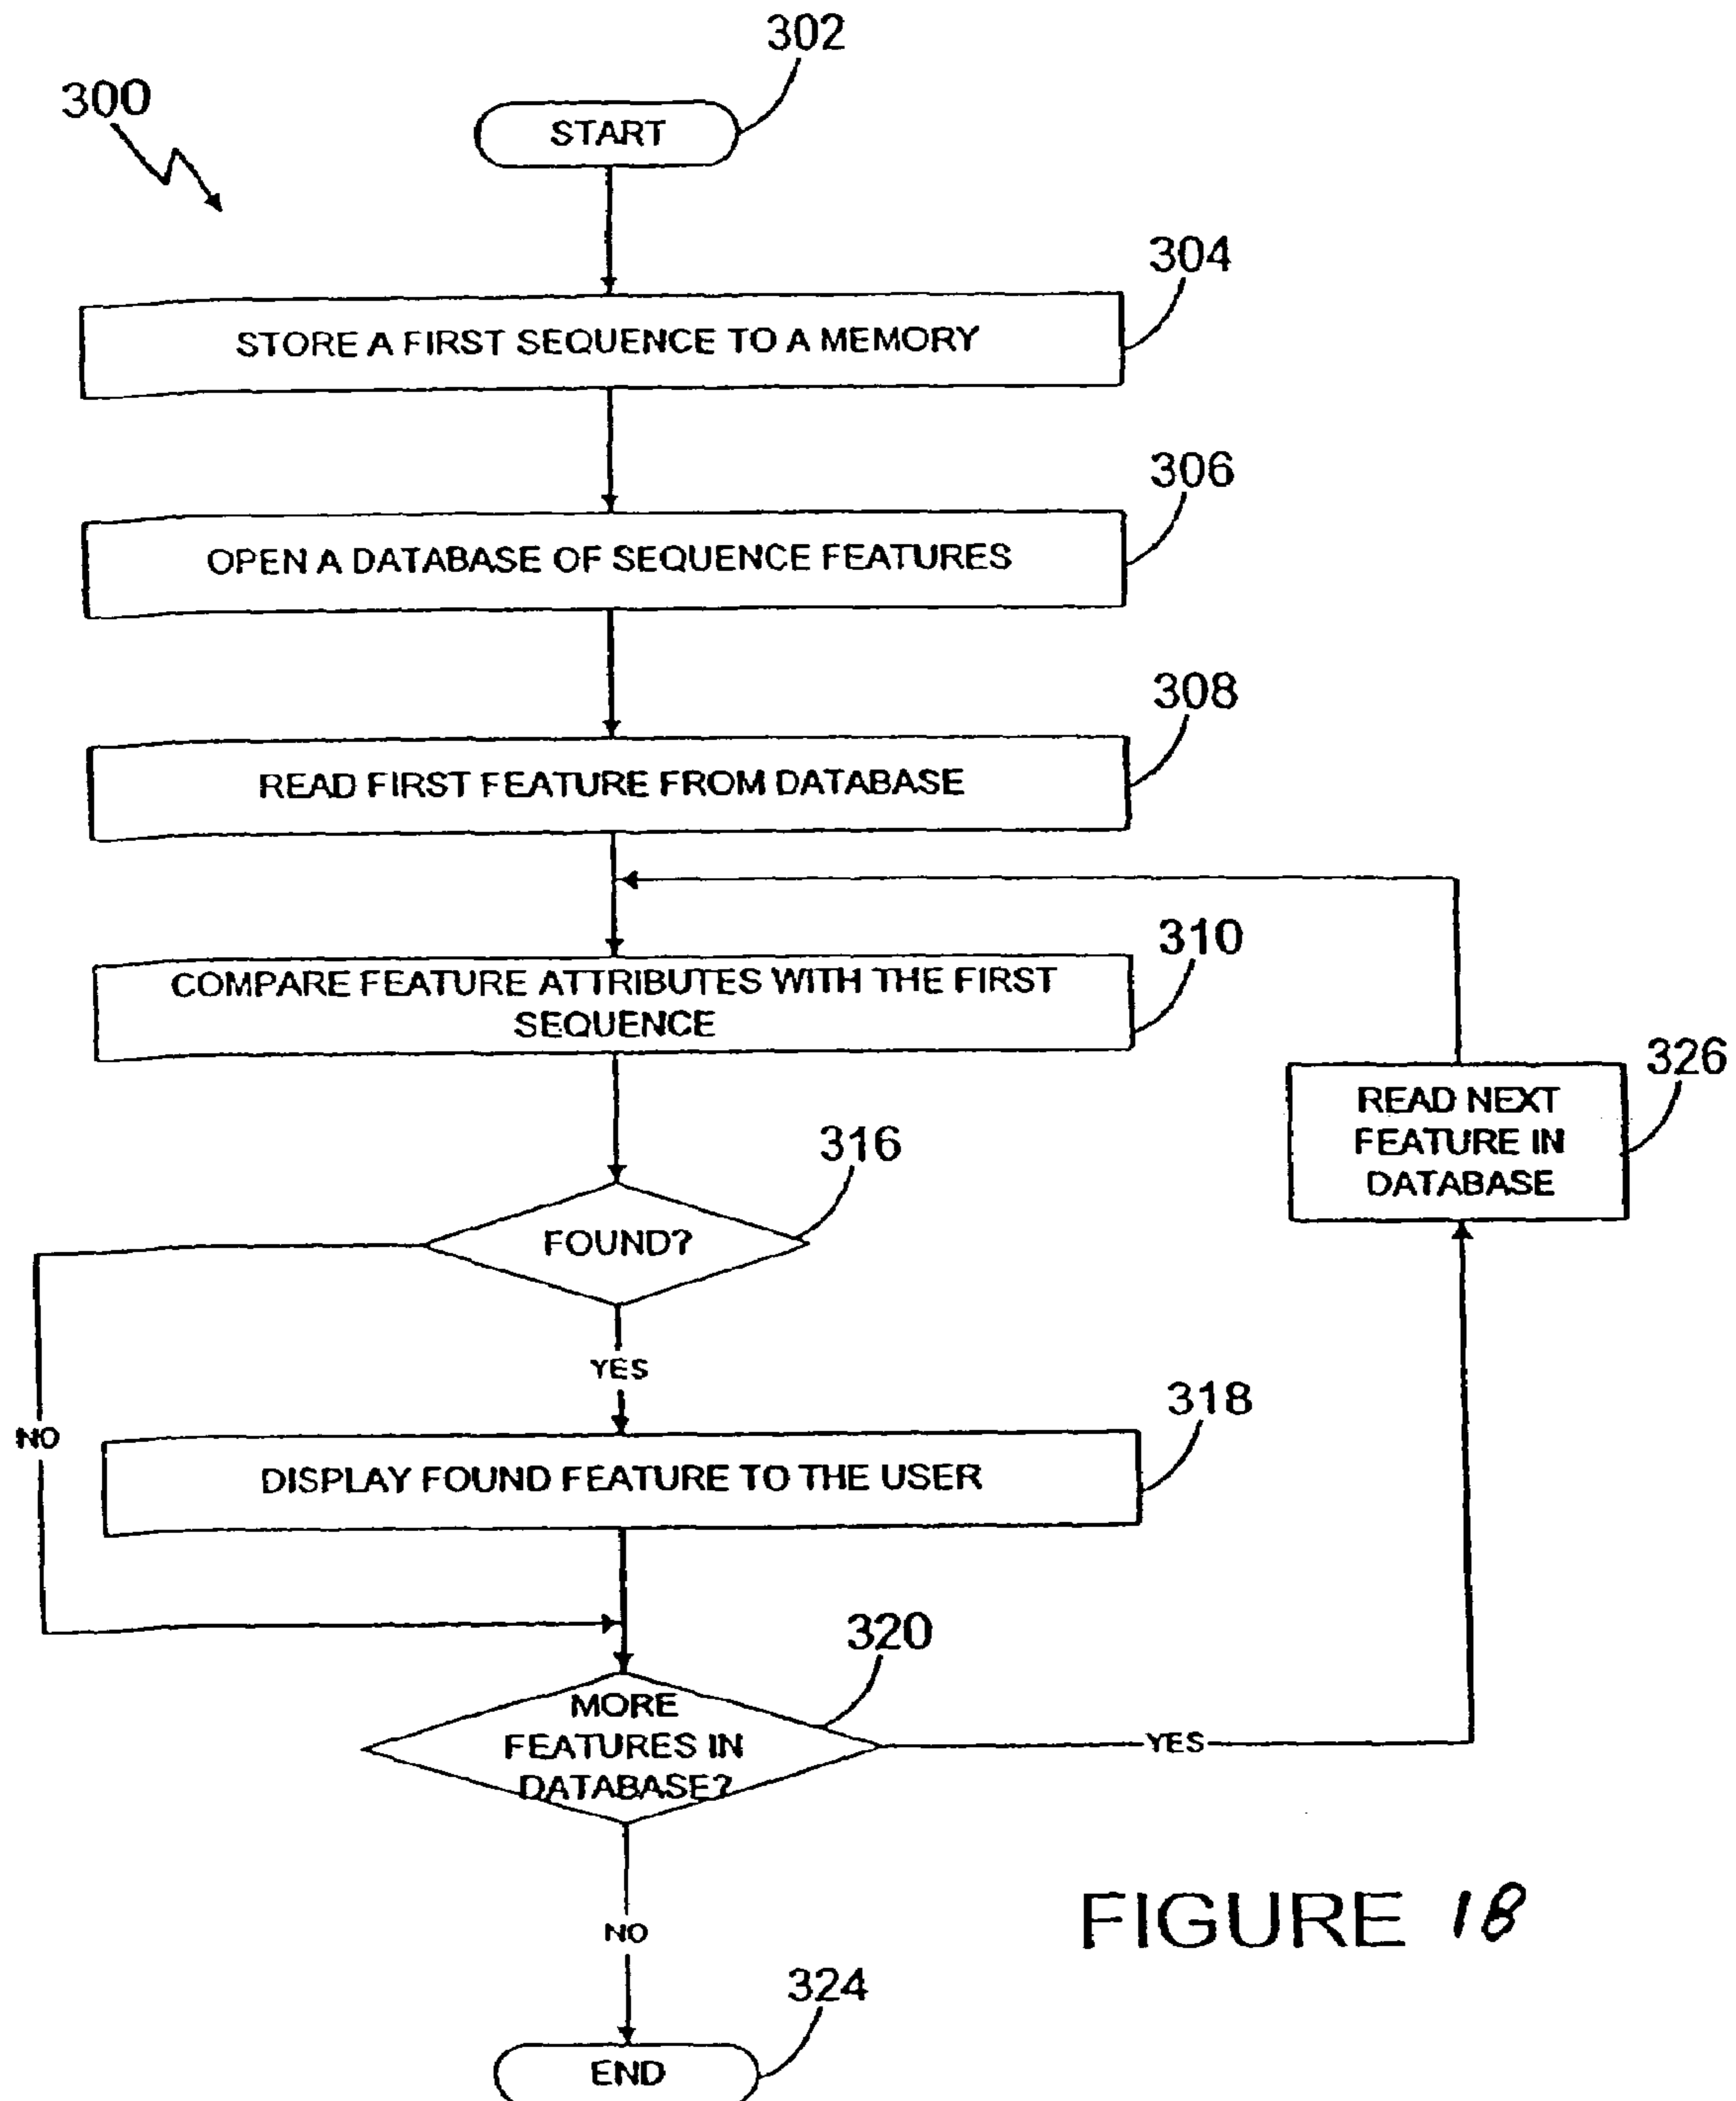 302
300
START
304
STORE A FIRST SEQUENCE TO A MEMORY
306
OPEN A DATABASE OF SEQUENCE FEATURES
308
READ FIRST FEATURE FROM DATABASE
310
COMPARE FEATURE ATTRIBUTES WITH THE FIRST
SEQUENCE
326
READ NEXT
FEATURE IN
DATABASE
316
FOUND?
YES
NO
318
DISPLAY FOUND FEATURE TO THE USER
320
MORE
FEATURES IN
DATABASE?
YES
NO
FIGURE 18
324
END